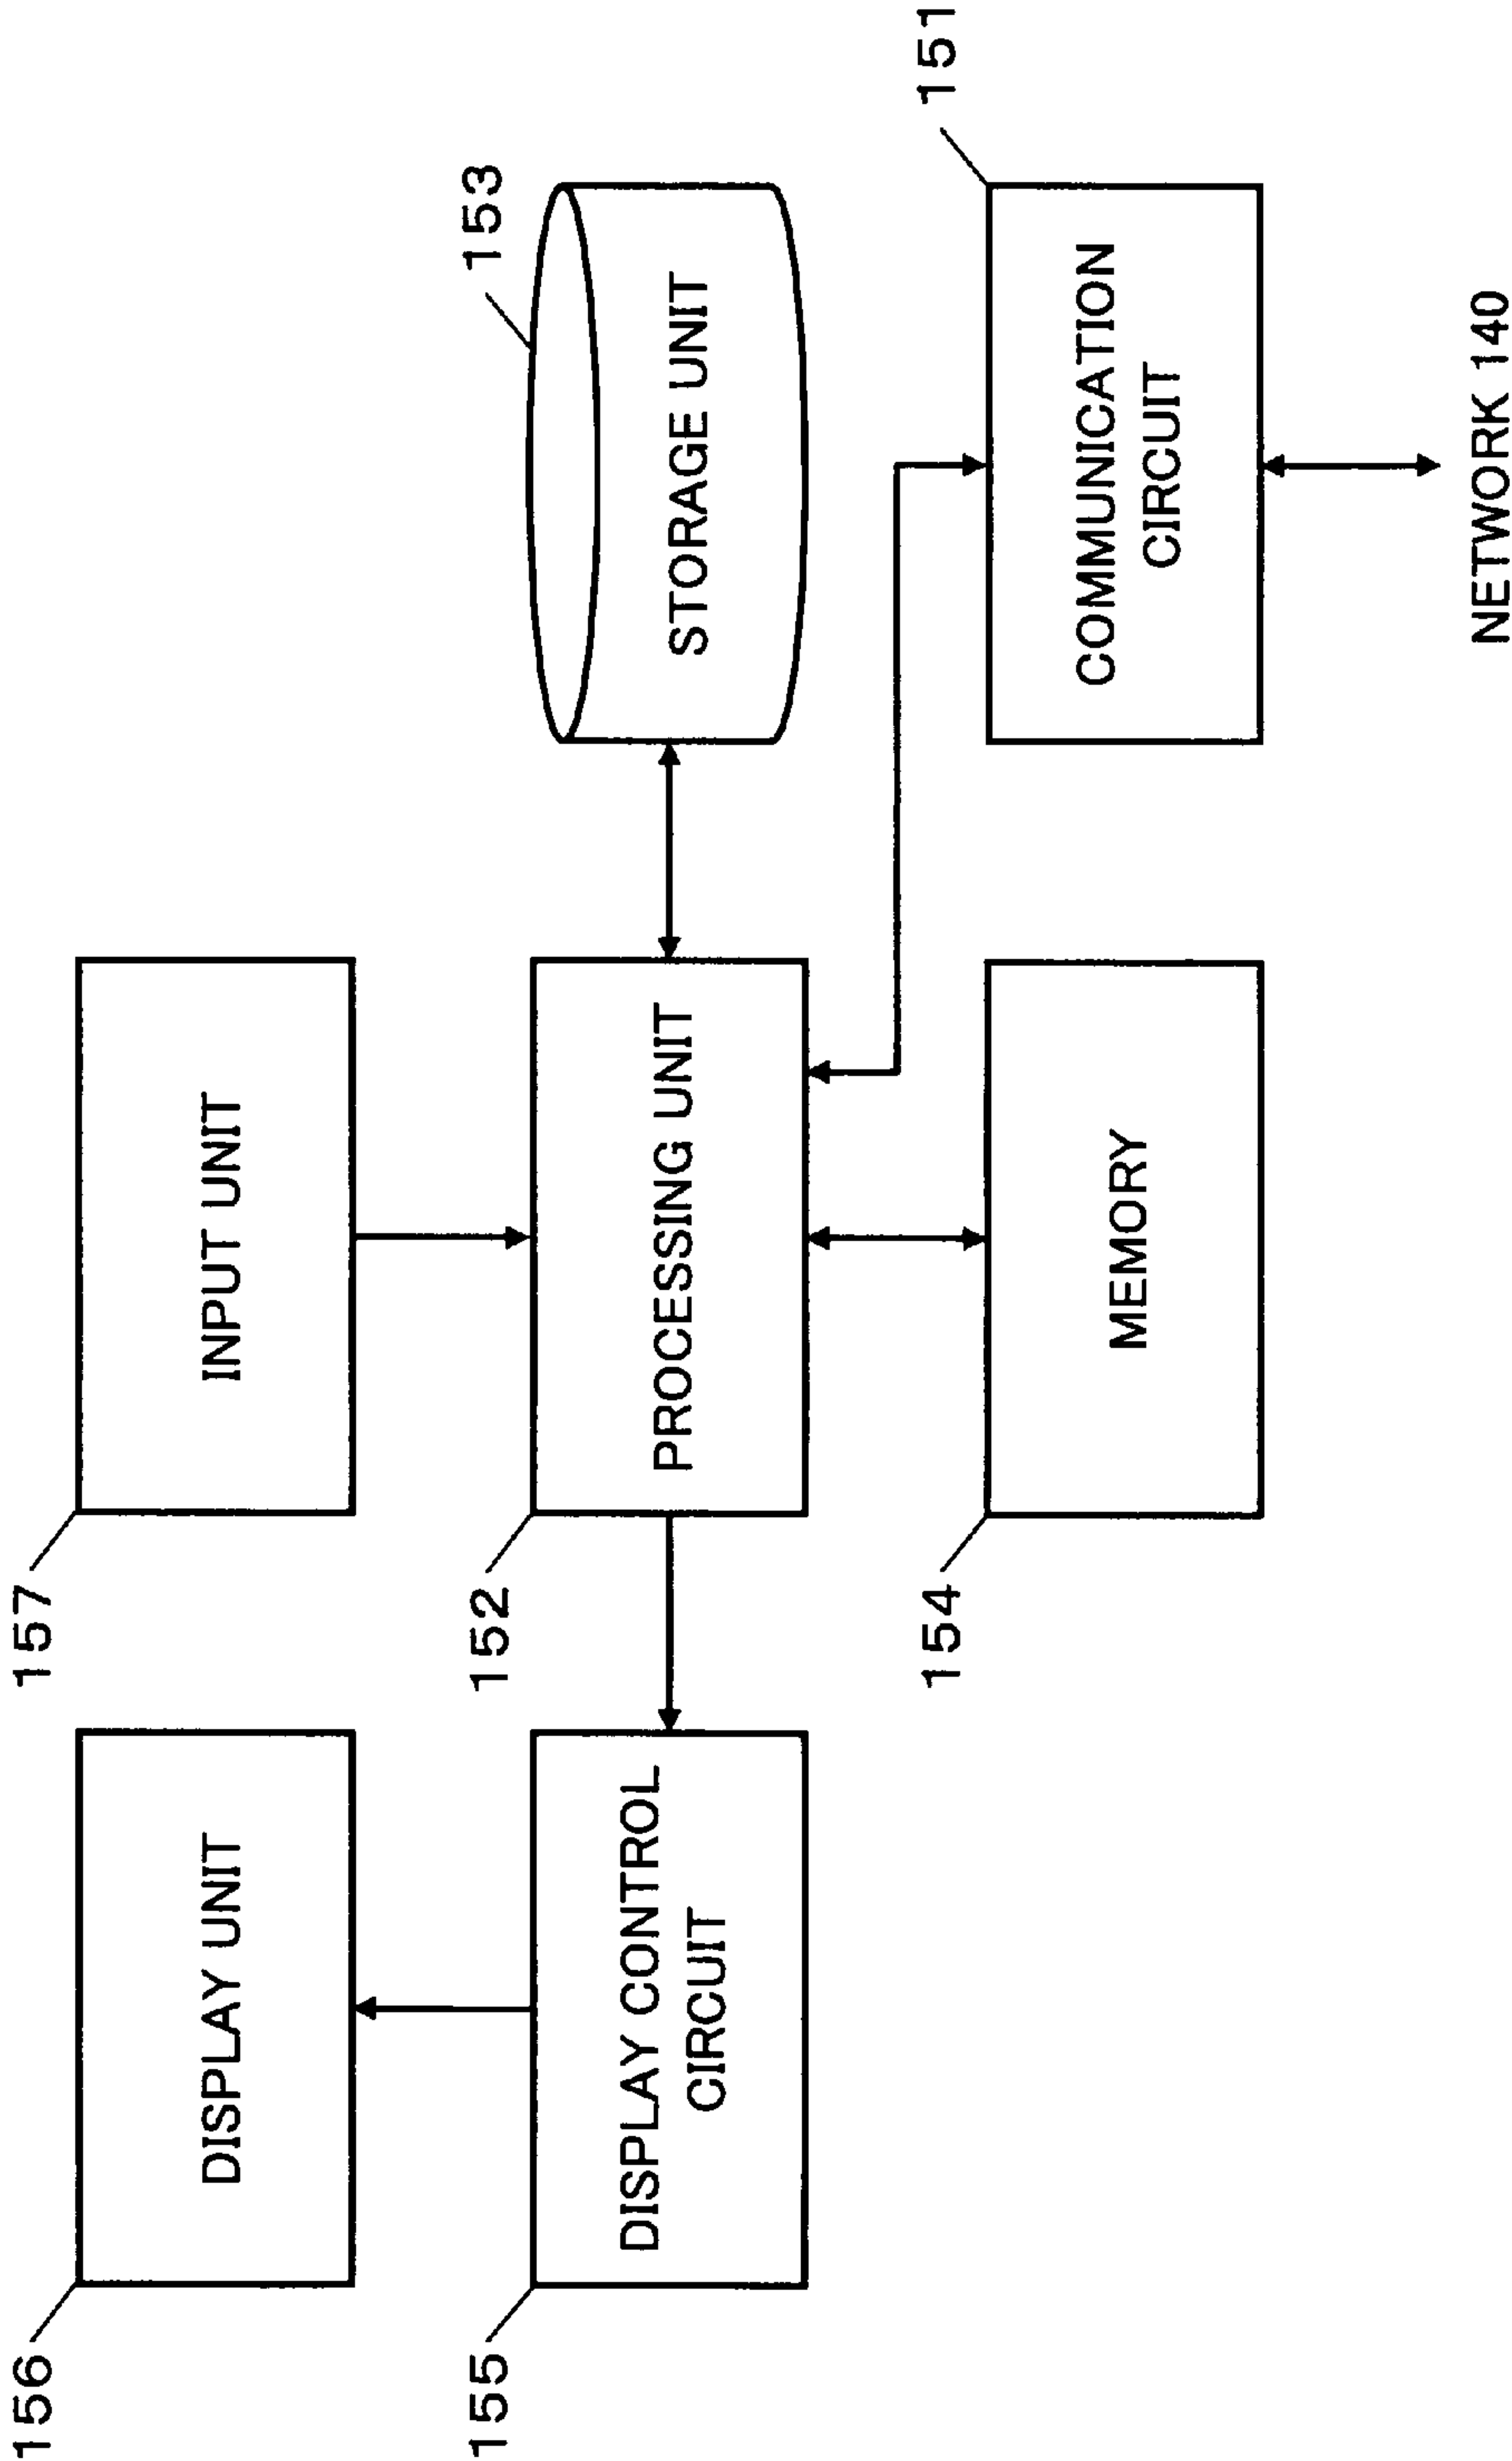 156
DISPLAY UNIT
157
INPUT UNIT
155
DISPLAY CONTROL
CIRCUIT
152
PROCESSING UNIT
153
STORAGE UNIT
154
MEMORY
151
COMMUNICATION
CIRCUIT
NETWORK 140